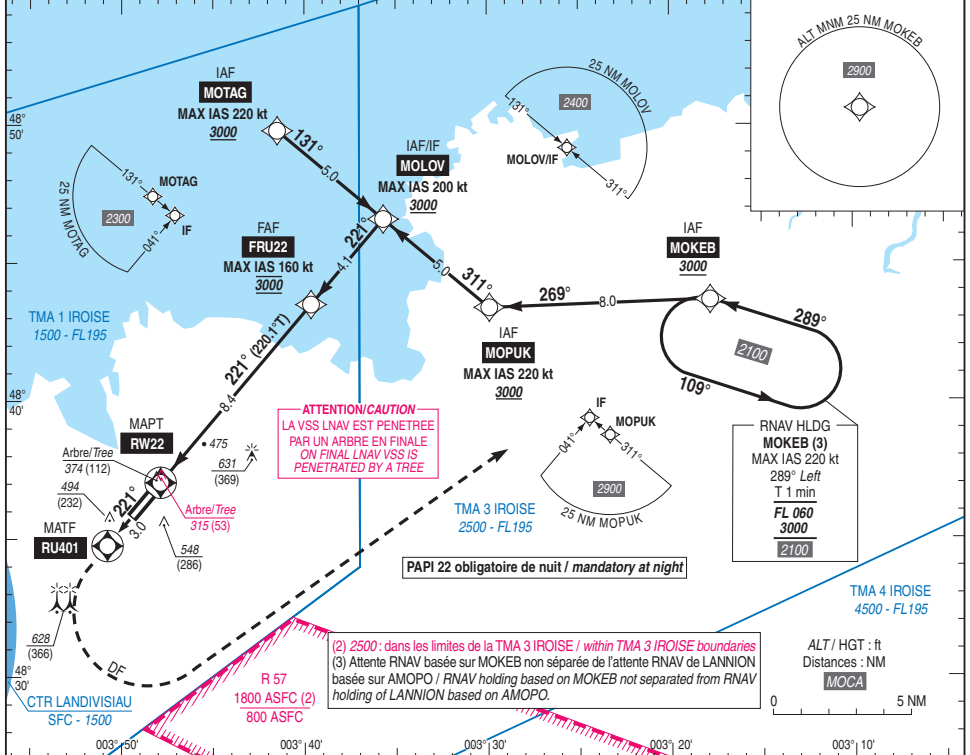 ALT MNM 25 NM MOKEB
2900
48°
50'
IAF
MOTAG
MAX IAS 220 kt
3000
131°
5.0
25 NM MOLOV
2400
131°
311°
MOLOV/IF
IAF/IF
MOLOV
MAX IAS 200 kt
3000
131°
MOTAG
2300
041°
IF
25 NM MOTAG
FAF
FRU22
MAX IAS 160 kt
3000
221°
4.1
5.0
311°
269°
8.0
IAF
MOKEB
3000
289°
2100
109°
IAF
MOPUK
MAX IAS 220 kt
3000
TMA 1 IROISE
1500 - FL195
221° (220.1°T)
8.4
48°
40'
ATTENTION/CAUTION
LA VSS LNAV EST PENETREE
PAR UN ARBRE EN FINALE
ON FINAL LNAV VSS IS
PENETRATED BY A TREE
MAPT
RW22
475
631
(369)
Arbre/Tree
374 (112)
494
(232)
Arbre/Tree
315 (53)
221°
3.0
MATF
RU401
548
(286)
IF
MOPUK
041°
311°
2900
25 NM MOPUK
RNAV HLDG
MOKEB (3)
MAX IAS 220 kt
289° Left
T 1 min
FL 060
3000
2100
TMA 3 IROISE
2500 - FL195
PAPI 22 obligatoire de nuit / mandatory at night
TMA 4 IROISE
4500 - FL195
628
(366)
DF
48°
30'
CTR LANDIVISIAU
SFC - 1500
R 57
1800 ASFC (2)
800 ASFC
(2) 2500 : dans les limites de la TMA 3 IROISE / within TMA 3 IROISE boundaries
(3) Attente RNAV basée sur MOKEB non séparée de l'attente RNAV de LANNION
basée sur AMOPO / RNAV holding based on MOKEB not separated from RNAV
holding of LANNION based on AMOPO.
ALT / HGT : ft
Distances : NM
MOCA
0 5 NM
003° 50'
003° 40'
003° 30'
003° 20'
003° 10'